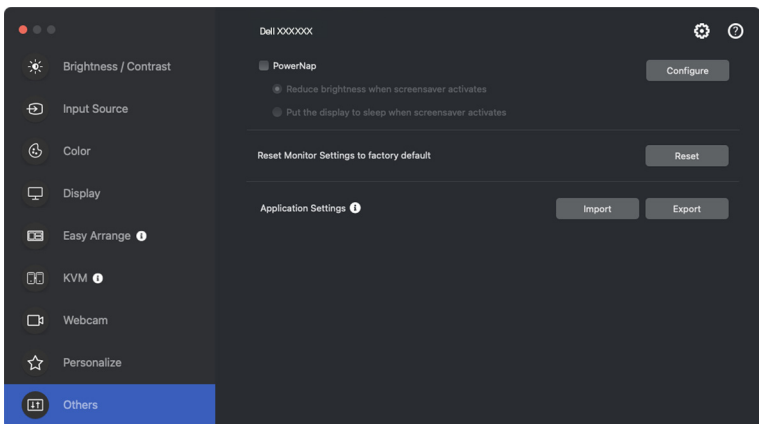 Dell XXXXXX
Brightness / Contrast
Input Source
Color
Display
Easy Arrange
KVM
Webcam
Personalize
Others
PowerNap
Configure
Reduce brightness when screensaver activates
Put the display to sleep when screensaver activates
Reset Monitor Settings to factory default
Reset
Application Settings
Import
Export